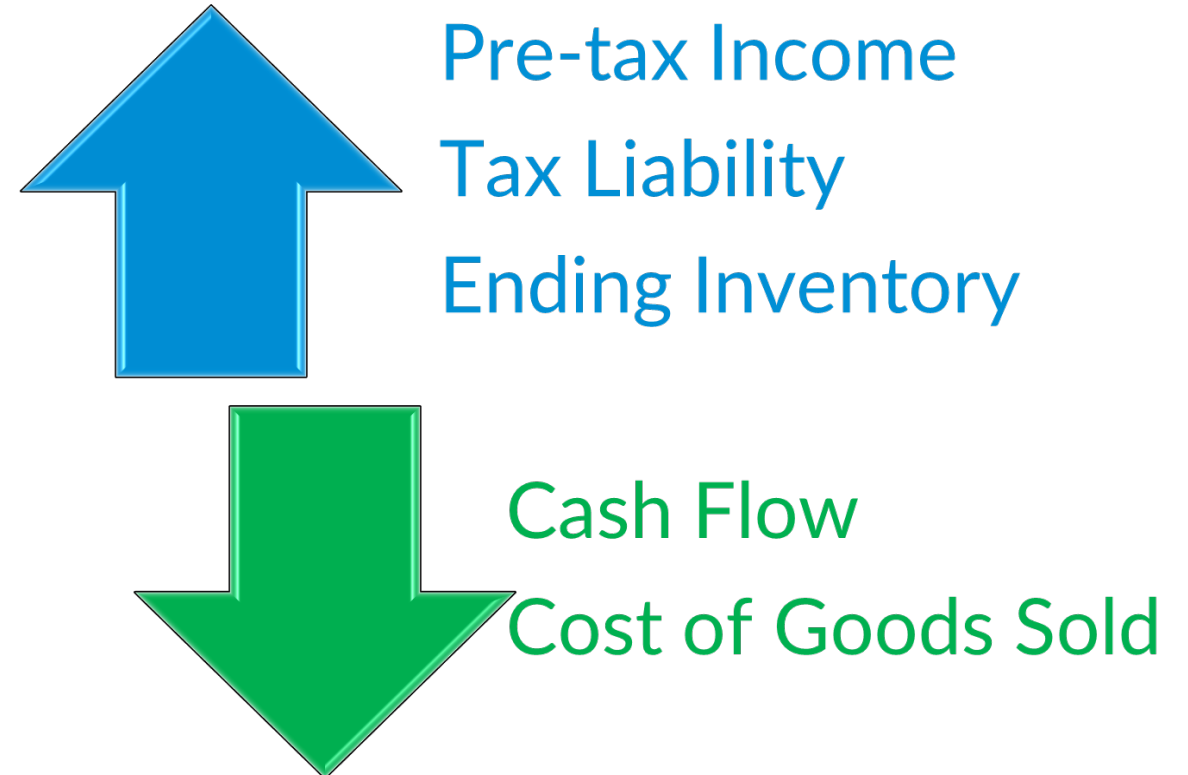 Pre-tax Income
Tax Liability
Ending Inventory
Cash Flow
Cost of Goods Sold